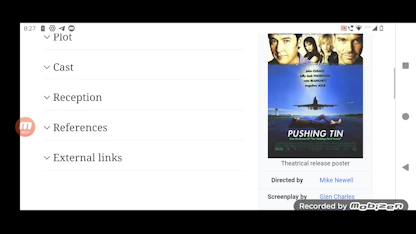 8:27
Plot
Cast
Reception
References
External links
PUSHING TIN
Theatrical release poster
Directed by Mike Newell
Screenplay by Glen Charles
Recorded by
MOBIZEN